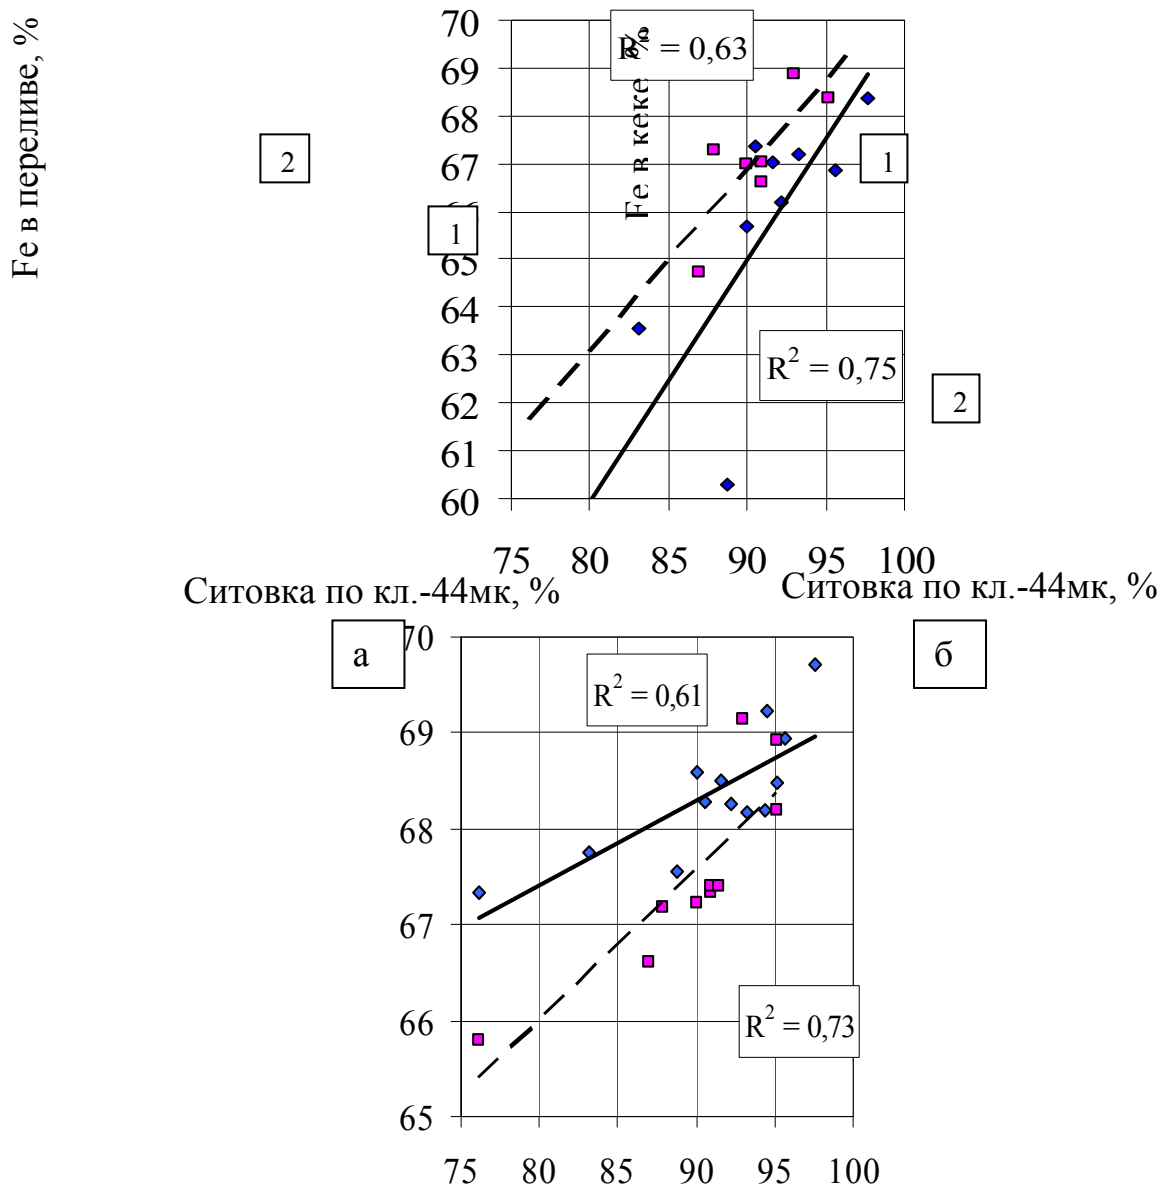 Fe в переливе, %
Fe в кеке %
70
69
68
67
66
65
64
63
62
61
60
R² = 0,63
R² = 0,75
2
1
1
2
75 80 85 90 95 100
Ситовка по кл.-44мк, %
Ситовка по кл.-44мк, %
а
б
70
69
68
67
66
65
R² = 0,61
R² = 0,73
75 80 85 90 95 100